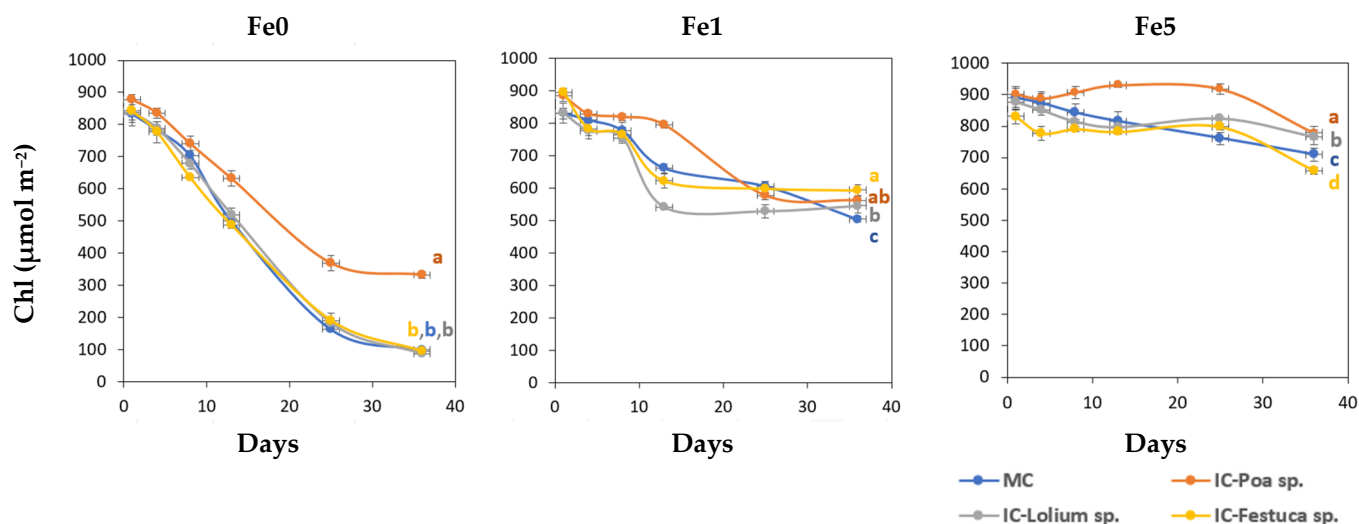 Fe0
Fe1
Fe5
Chl (µmol m⁻²)
1000
900
800
700
600
500
400
300
200
100
0
a
b,b,b
0 10 20 30 40
Days
1000
900
800
700
600
500
400
300
200
100
0
a
ab
b
c
0 10 20 30 40
Days
1000
900
800
700
600
500
400
300
200
100
0
a
b
c
d
0 10 20 30 40
Days
MC IC-Poa sp.
IC-Lolium sp. IC-Festuca sp.